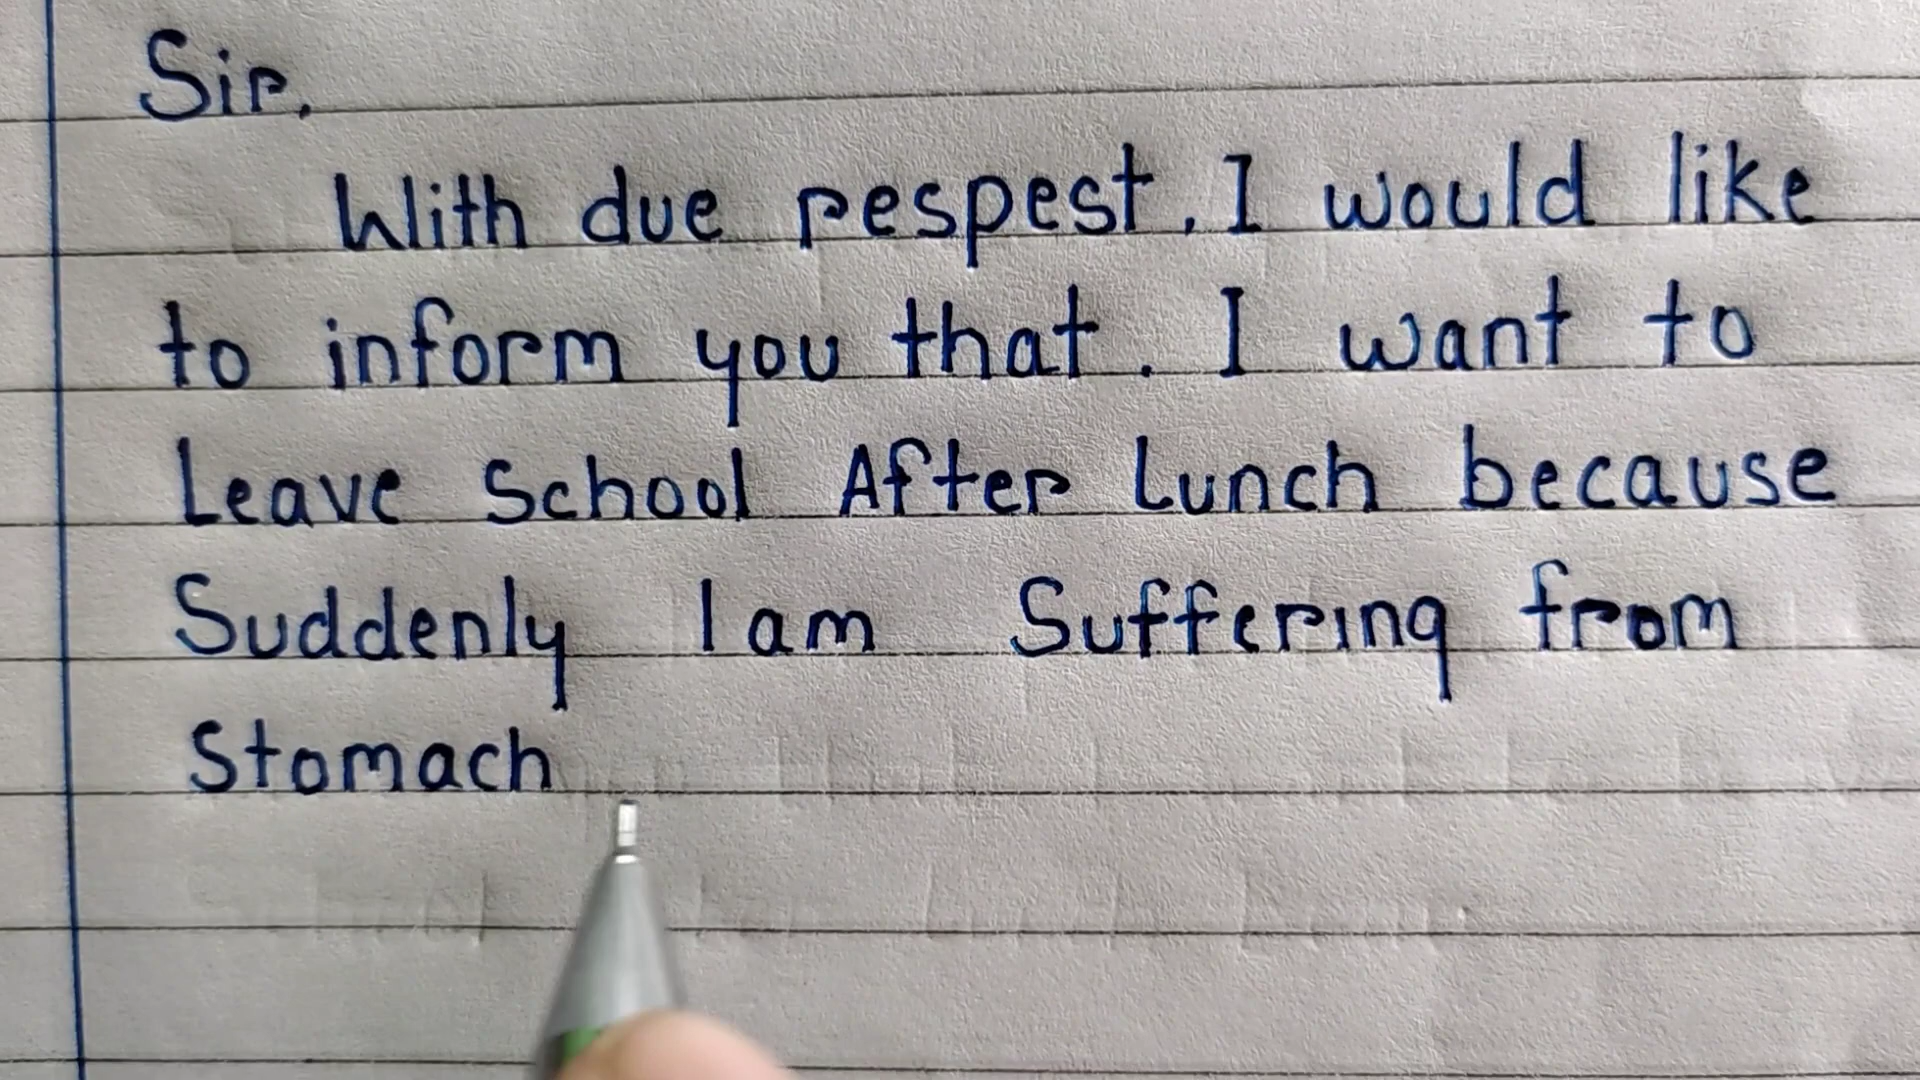 Sir,
With due respest, I would like
to inform you that. I want to
Leave School After Lunch because
Suddenly I am Suffering from
Stomach